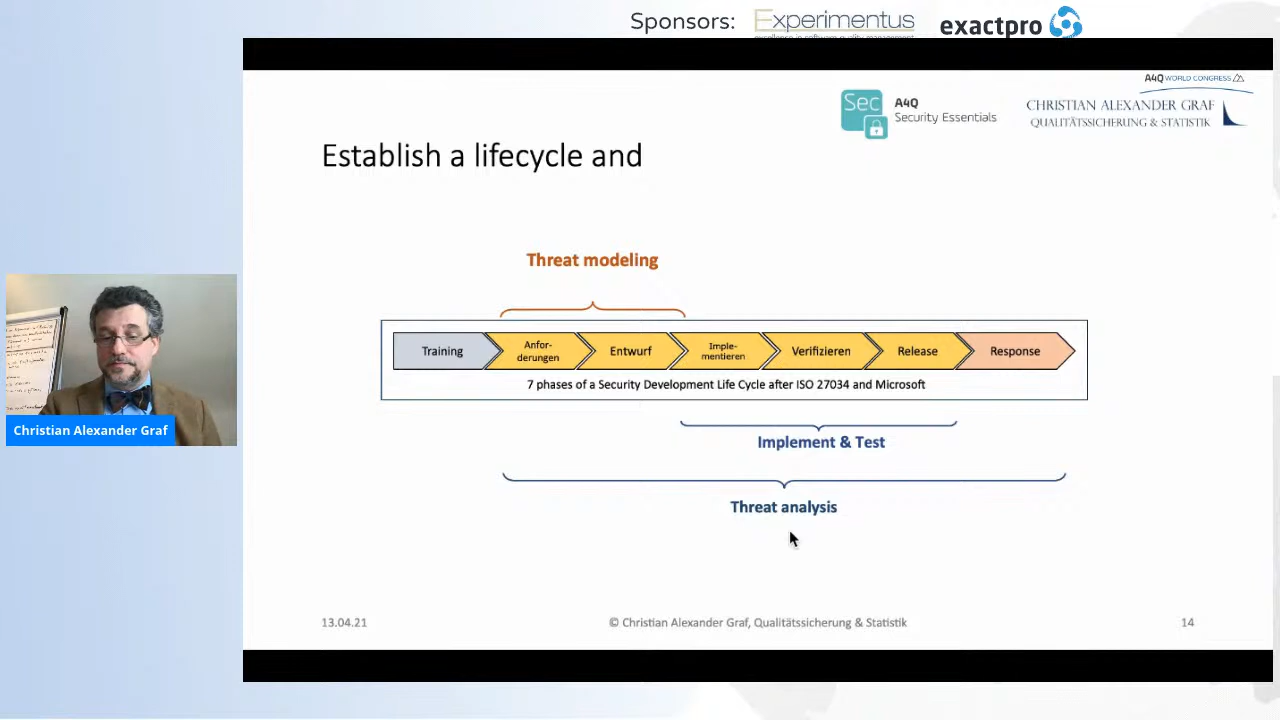 Sponsors:
Experimentus
exactpro
A4Q WORLD CONGRESS
Sec
A4Q
Security Essentials
CHRISTIAN ALEXANDER GRAF
QUALITÄTSSICHERUNG & STATISTIK
Establish a lifecycle and
Threat modeling
Training
Anfor-
derungen
Entwurf
Imple-
mentieren
Verifizieren
Release
Response
7 phases of a Security Development Life Cycle after ISO 27034 and Microsoft
Implement & Test
Threat analysis
Christian Alexander Graf
13.04.21
© Christian Alexander Graf, Qualitätssicherung & Statistik
14